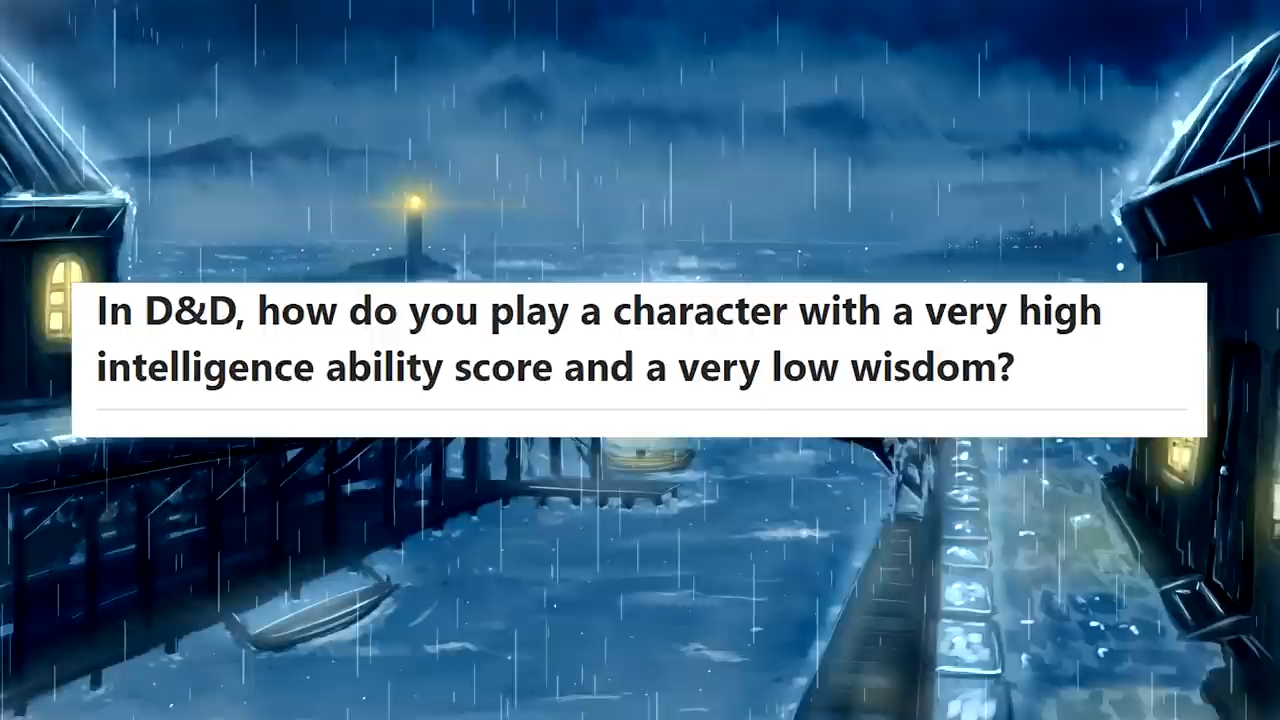 In D&D, how do you play a character with a very high
intelligence ability score and a very low wisdom?